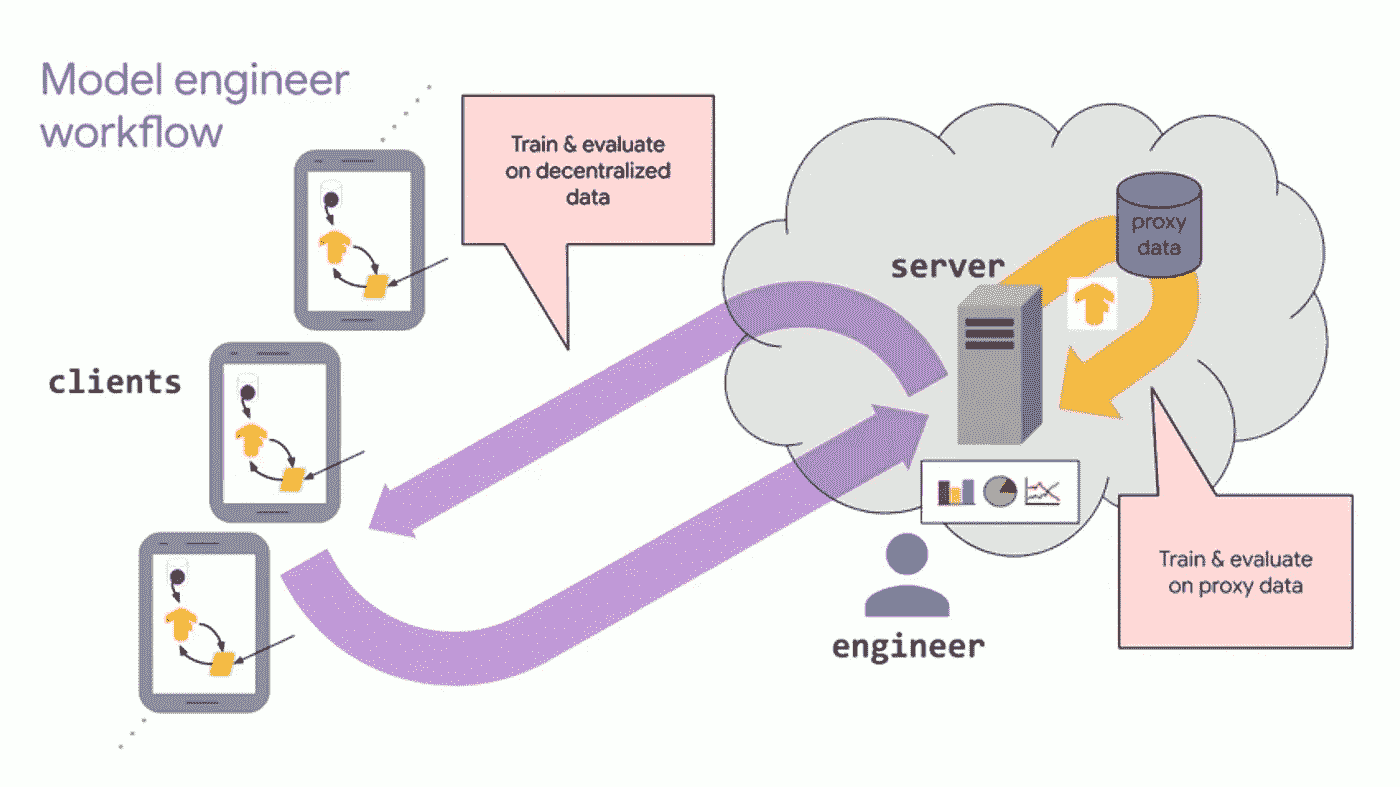 Model engineer
workflow
Train & evaluate
on decentralized
data
proxy
data
server
clients
Train & evaluate
on proxy data
engineer